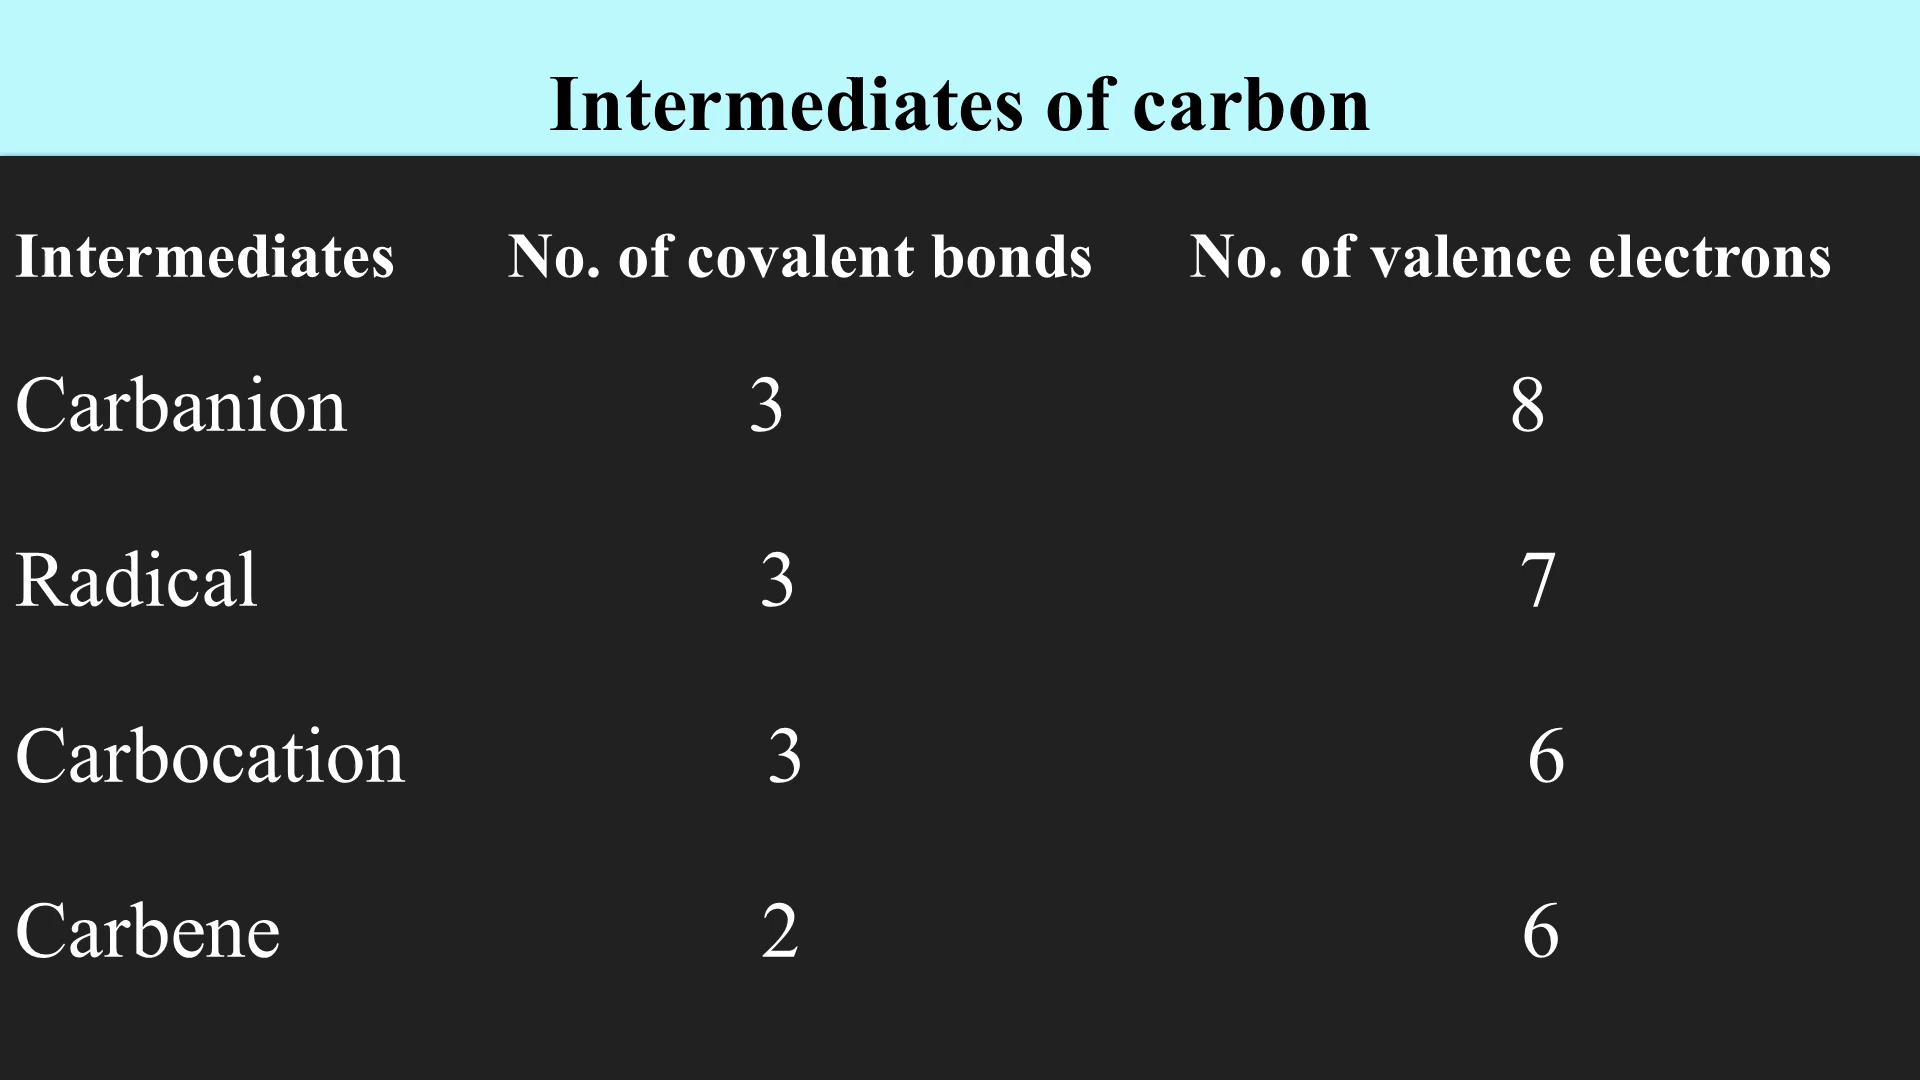 Intermediates of carbon
Intermediates No. of covalent bonds No. of valence electrons
Carbanion 3 8
Radical 3 7
Carbocation 3 6
Carbene 2 6